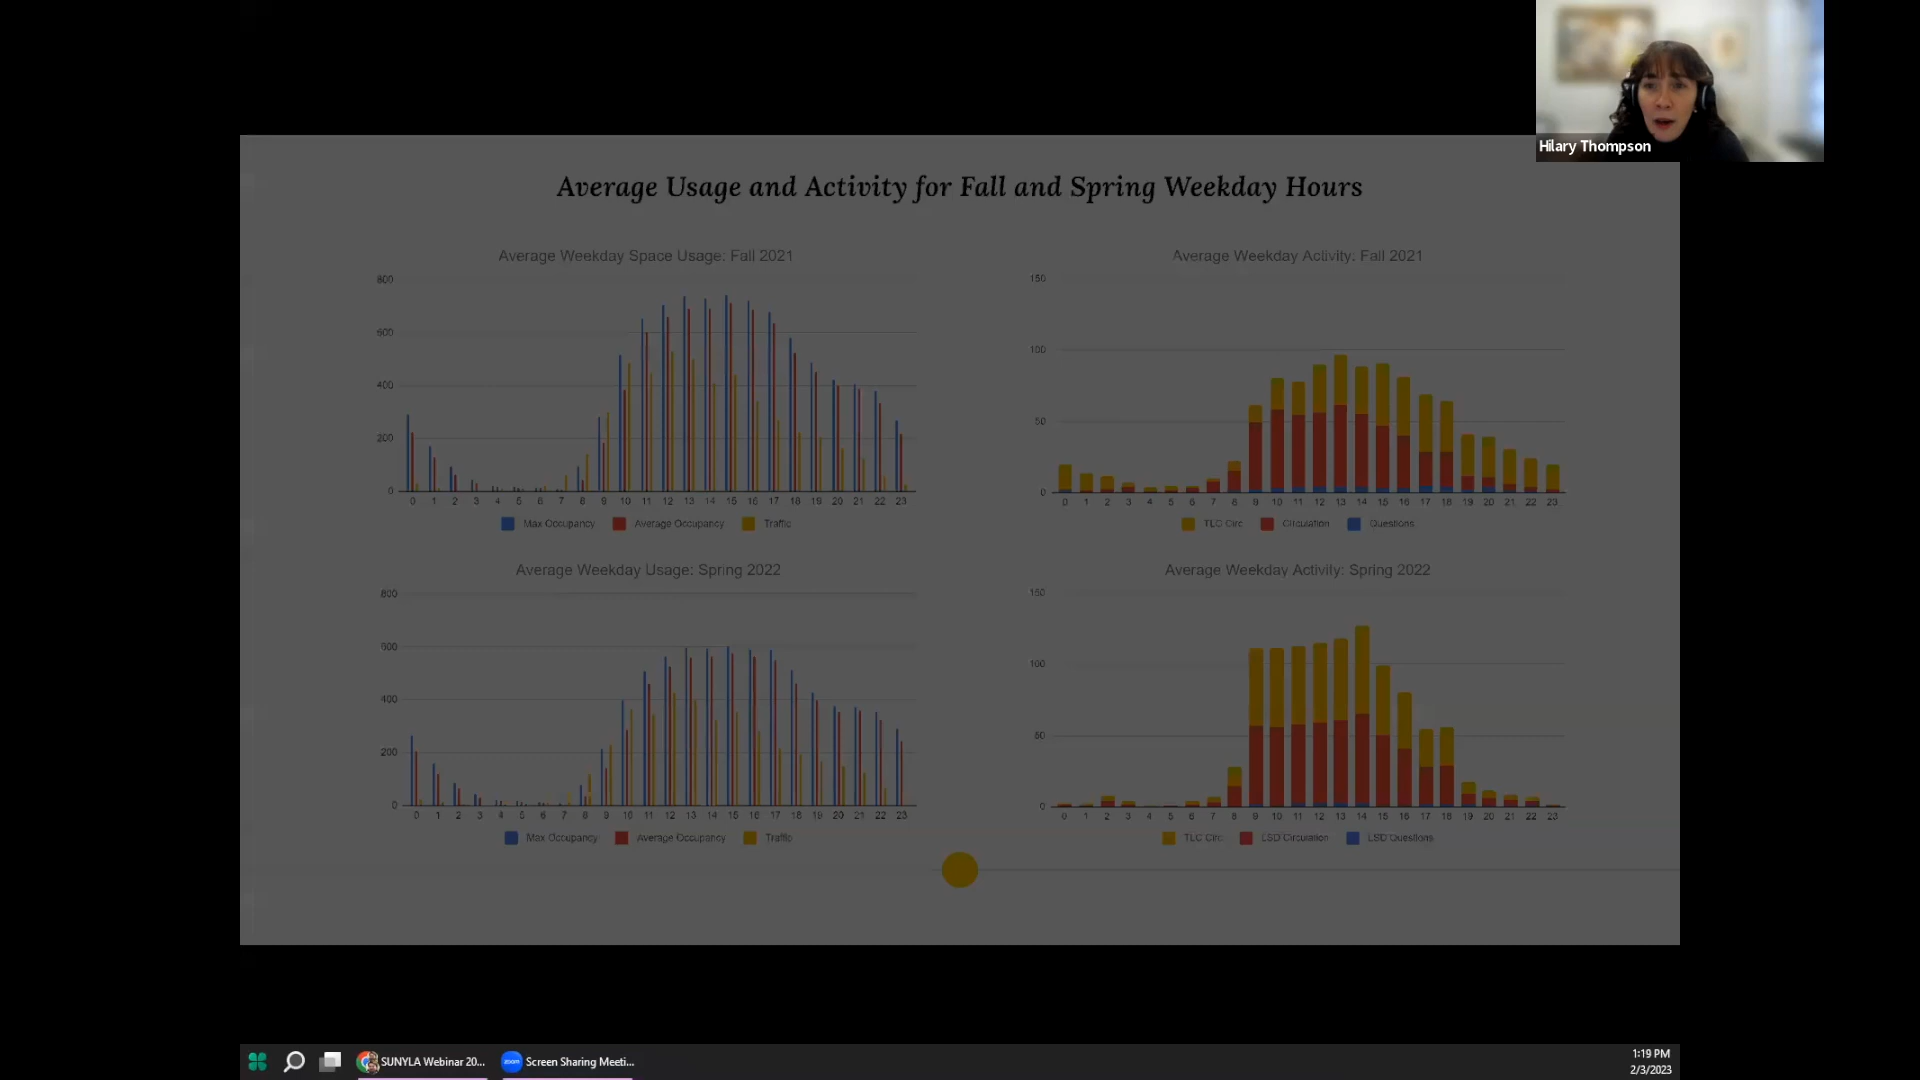 Hilary Thompson
Average Usage and Activity for Fall and Spring Weekday Hours
Average Weekday Space Usage: Fall 2021
800
600
400
200
0
0 1 2 3 4 5 6 7 8 9 10 11 12 13 14 15 16 17 18 19 20 21 22 23
Max Occupancy Average Occupancy Traffic
Average Weekday Activity: Fall 2021
150
100
50
0
0 1 2 3 4 5 6 7 8 9 10 11 12 13 14 15 16 17 18 19 20 21 22 23
TLC Circ Circulation Questions
Average Weekday Usage: Spring 2022
800
600
400
200
0
0 1 2 3 4 5 6 7 8 9 10 11 12 13 14 15 16 17 18 19 20 21 22 23
Max Occupancy Average Occupancy Traffic
Average Weekday Activity: Spring 2022
150
100
50
0
0 1 2 3 4 5 6 7 8 9 10 11 12 13 14 15 16 17 18 19 20 21 22 23
TLC Circ LSD Circulation LSD Questions
SUNYLA Webinar 20...
zoom
Screen Sharing Meeti...
1:19 PM
2/3/2023